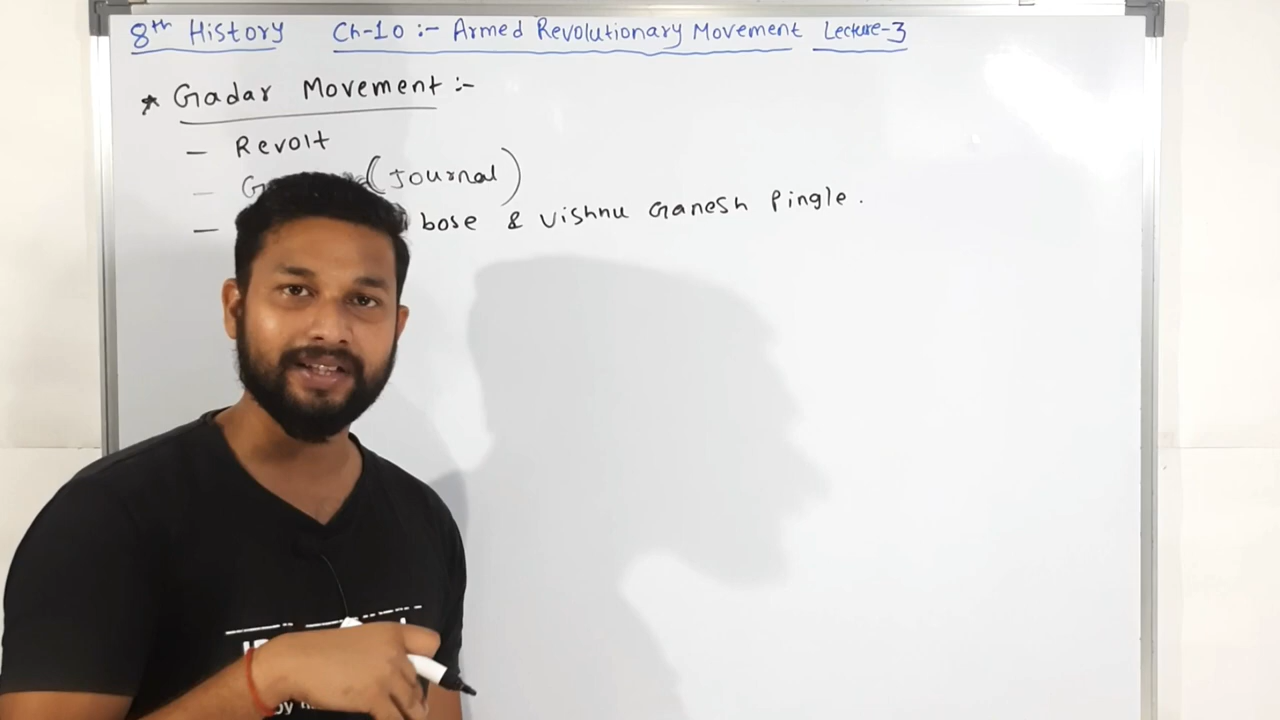 8th History Ch-10 :- Armed Revolutionary Movement Lecture-3
* Gadar Movement :-
- Revolt
- (Journal)
- bose & Vishnu Ganesh Pingle.